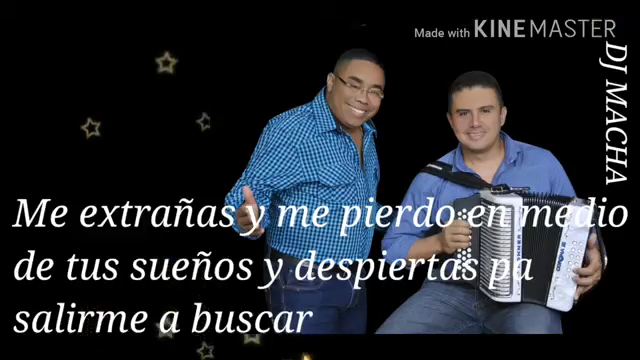 Made with KINEMASTER
DJ MACHA
Me extrañas y me pierdo en medio
de tus sueños y despiertas pa
salirme a buscar